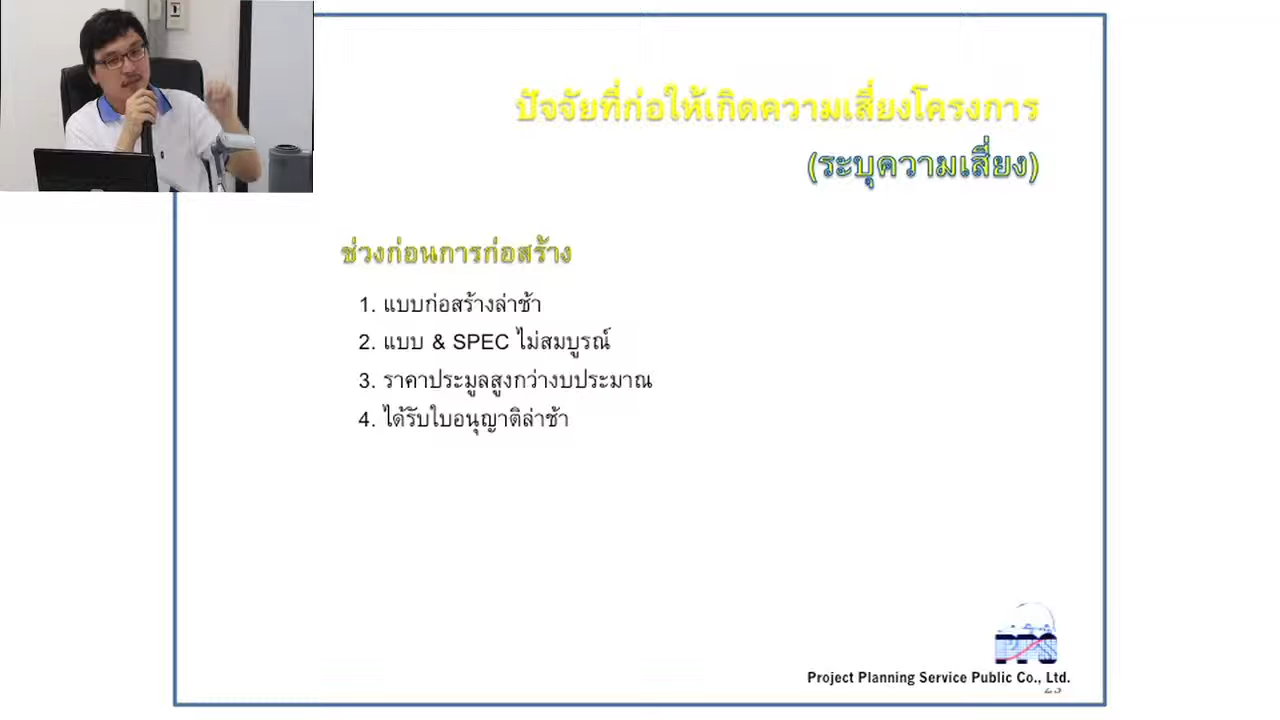 ปัจจัยที่ก่อให้เกิดความเสี่ยงโครงการ
(ระบุความเสี่ยง)
ช่วงก่อนการก่อสร้าง
1. แบบก่อสร้างล่าช้า
2. แบบ & SPEC ไม่สมบูรณ์
3. ราคาประมูลสูงกว่างบประมาณ
4. ได้รับใบอนุญาติล่าช้า
PPS
Project Planning Service Public Co., Ltd.